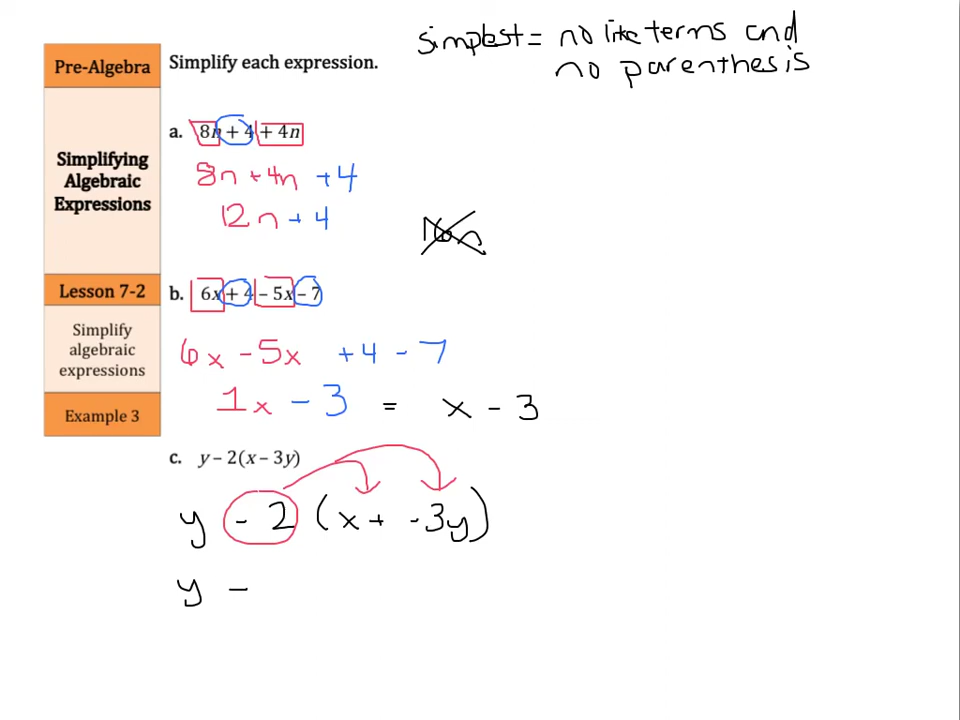 simplest = no like terms and
no parenthesis
Pre-Algebra
Simplify each expression.
Simplifying
Algebraic
Expressions
a. 8n + 4 + 4n
8n + 4n + 4
12n + 4
16n
Lesson 7-2
b. 6x + 4 – 5x – 7
Simplify
algebraic
expressions
6x - 5x + 4 - 7
Example 3
1x - 3 = x - 3
c. y – 2(x – 3y)
y - 2 (x + -3y)
y -